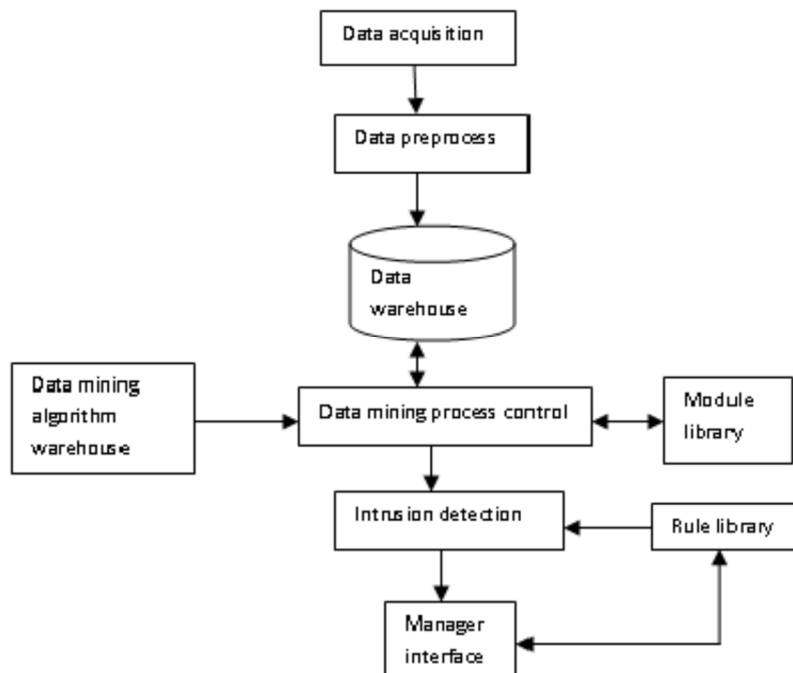 Data acquisition
Data preprocess
Data
warehouse
Data mining
algorithm
warehouse
Data mining process control
Module
library
Intrusion detection
Rule library
Manager
interface